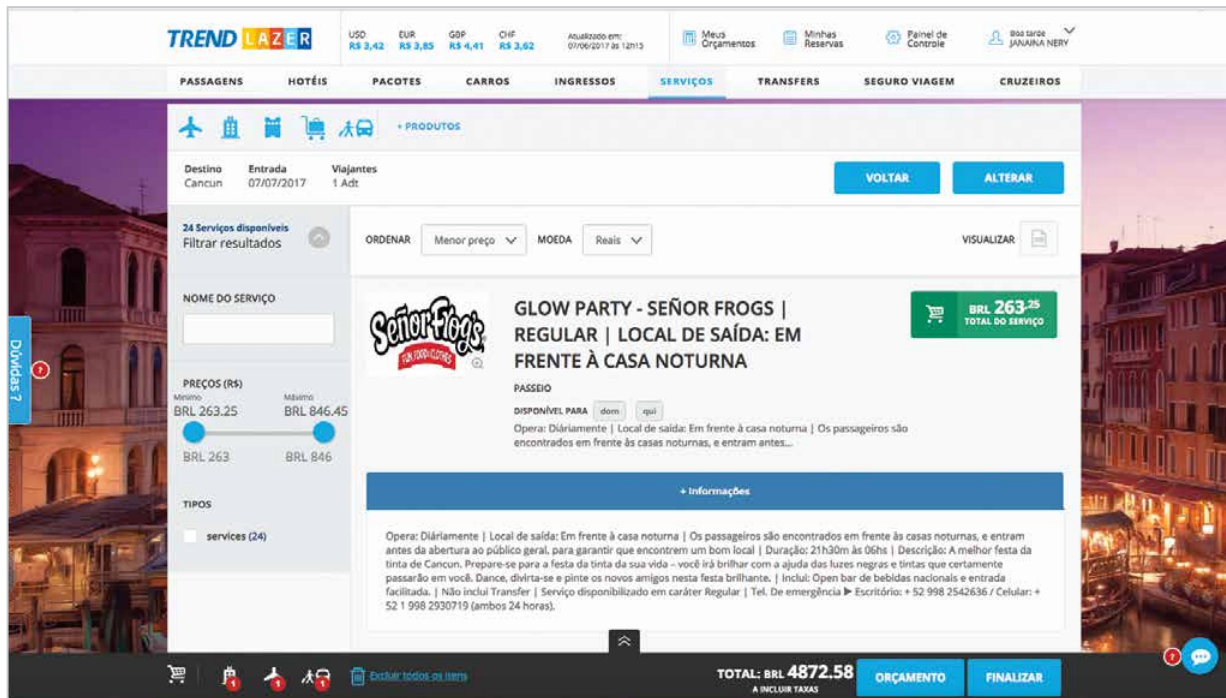 TREND LAZER
USD EUR GBP CHF
R$ 3,42 R$ 3,85 R$ 4,41 R$ 3,62
Atualizado em:
07/06/2017 às 12h15
Meus
Orçamentos
Minhas
Reservas
Painel de
Controle
Boa tarde
JANAINA NERY
PASSAGENS HOTÉIS PACOTES CARROS INGRESSOS SERVIÇOS TRANSFERS SEGURO VIAGEM CRUZEIROS
+ PRODUTOS
Destino Entrada Viajantes
Cancun 07/07/2017 1 Adt
VOLTAR ALTERAR
24 Serviços disponíveis
Filtrar resultados
ORDENAR Menor preço MOEDA Reais VISUALIZAR
NOME DO SERVIÇO
PREÇOS (R$)
Mínimo Máximo
BRL 263.25 BRL 846.45
BRL 263 BRL 846
TIPOS
services (24)
Dúvidas ?
?
Señor Frog's
FUN, FOOD & CLOTHES
GLOW PARTY - SEÑOR FROGS |
REGULAR | LOCAL DE SAÍDA: EM
FRENTE À CASA NOTURNA
BRL 263,25
TOTAL DO SERVIÇO
PASSEIO
DISPONÍVEL PARA dom qui
Opera: Diáriamente | Local de saída: Em frente à casa noturna | Os passageiros são
encontrados em frente às casas noturnas, e entram antes...
+ Informações
Opera: Diáriamente | Local de saída: Em frente à casa noturna | Os passageiros são encontrados em frente às casas noturnas, e entram
antes da abertura ao público geral, para garantir que encontrem um bom local | Duração: 21h30m às 06hs | Descrição: A melhor festa da
tinta de Cancun. Prepare-se para a festa da tinta da sua vida – você irá brilhar com a ajuda das luzes negras e tintas que certamente
passarão em você. Dance, divirta-se e pinte os novos amigos nesta festa brilhante. | Inclui: Open bar de bebidas nacionais e entrada
facilitada. | Não inclui Transfer | Serviço disponibilizado em caráter Regular | Tel. De emergência ▶ Escritório: + 52 998 2542636 / Celular: +
52 1 998 2930719 (ambos 24 horas).
1 1 1
Excluir todos os itens
TOTAL: BRL 4872.58
A INCLUIR TAXAS
ORÇAMENTO FINALIZAR
?